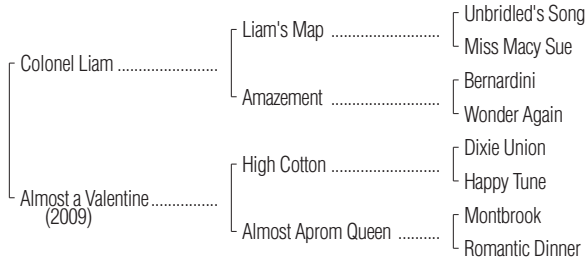 Unbridled's Song
Liam's Map ........................
Miss Macy Sue
Colonel Liam ......................
Bernardini
Amazement ........................
Wonder Again
Dixie Union
High Cotton ........................
Happy Tune
Almost a Valentine ................
(2009)
Montbrook
Almost Aprom Queen ..........
Romantic Dinner